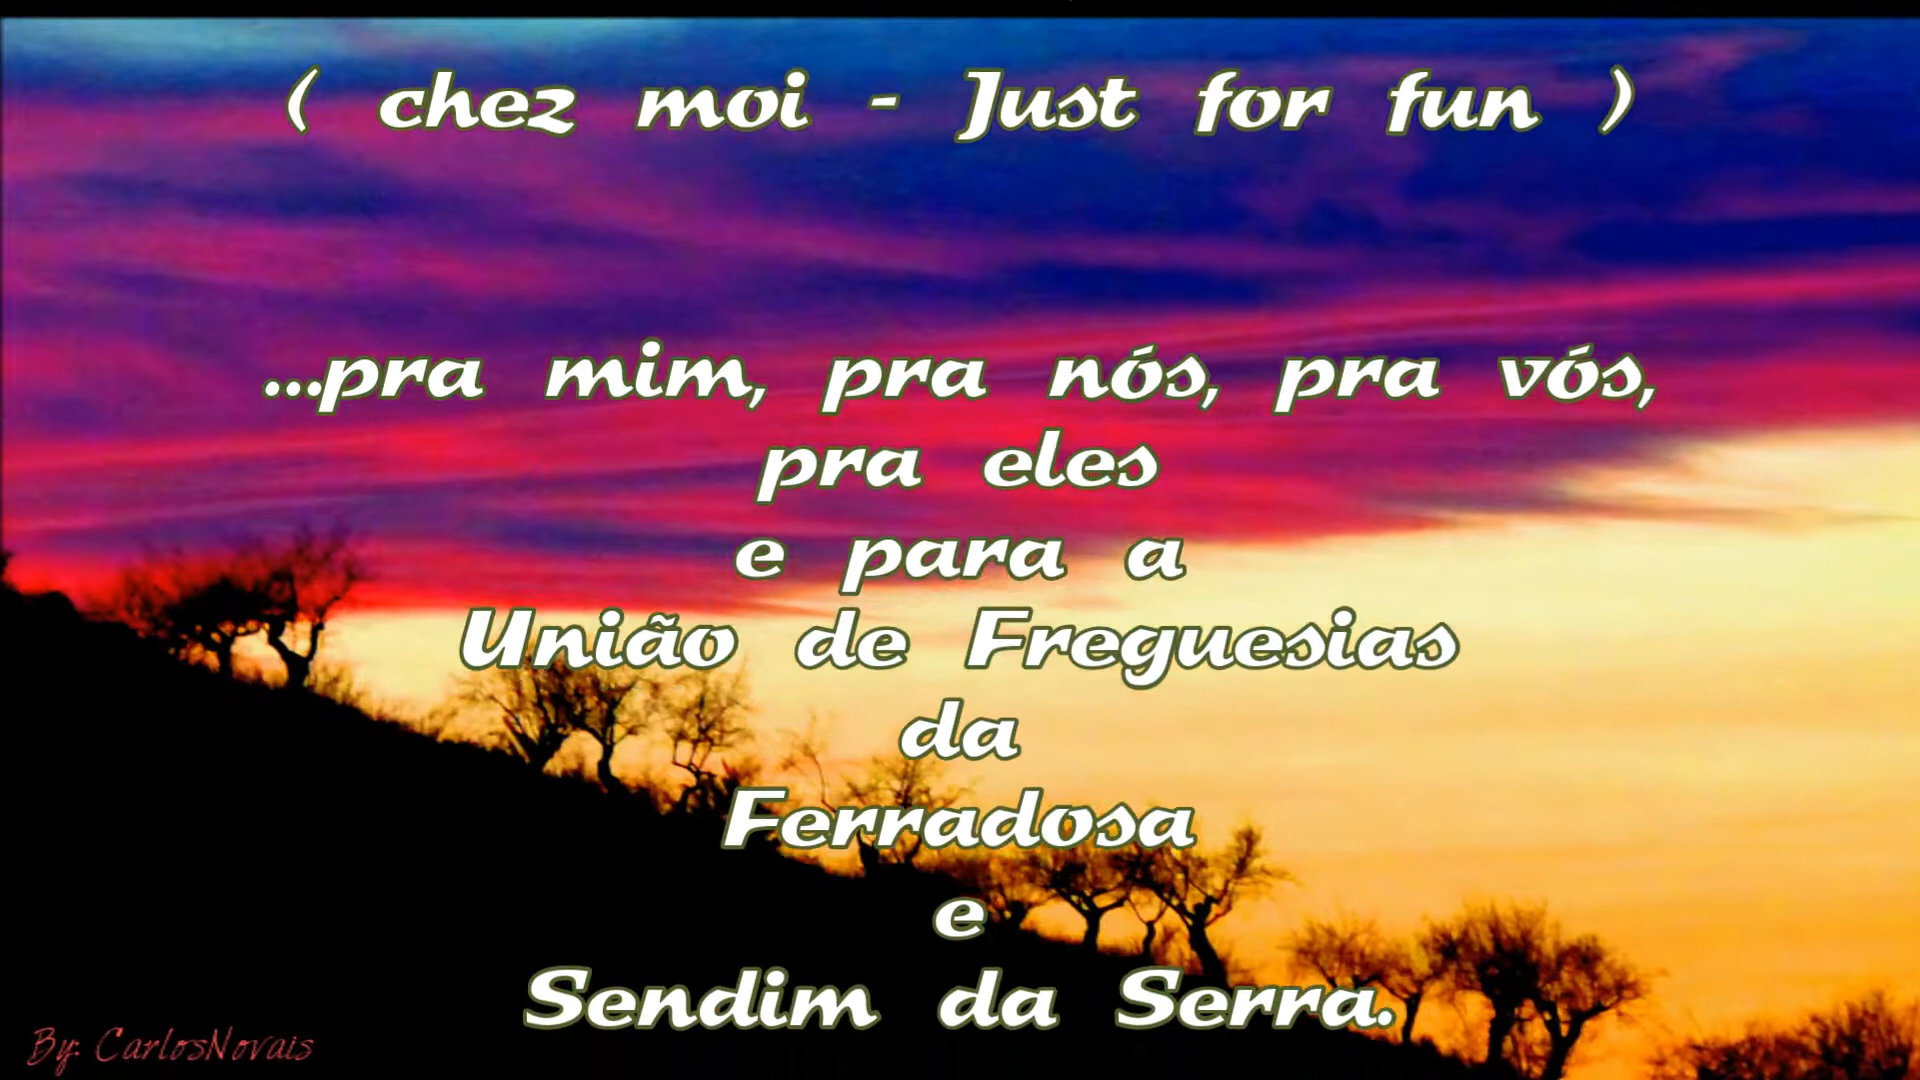 ( chez moi - Just for fun )
...pra mim, pra nós, pra vós,
pra eles
e para a
União de Freguesias
da
Ferradosa
e
Sendim da Serra.
By: CarlosNovais